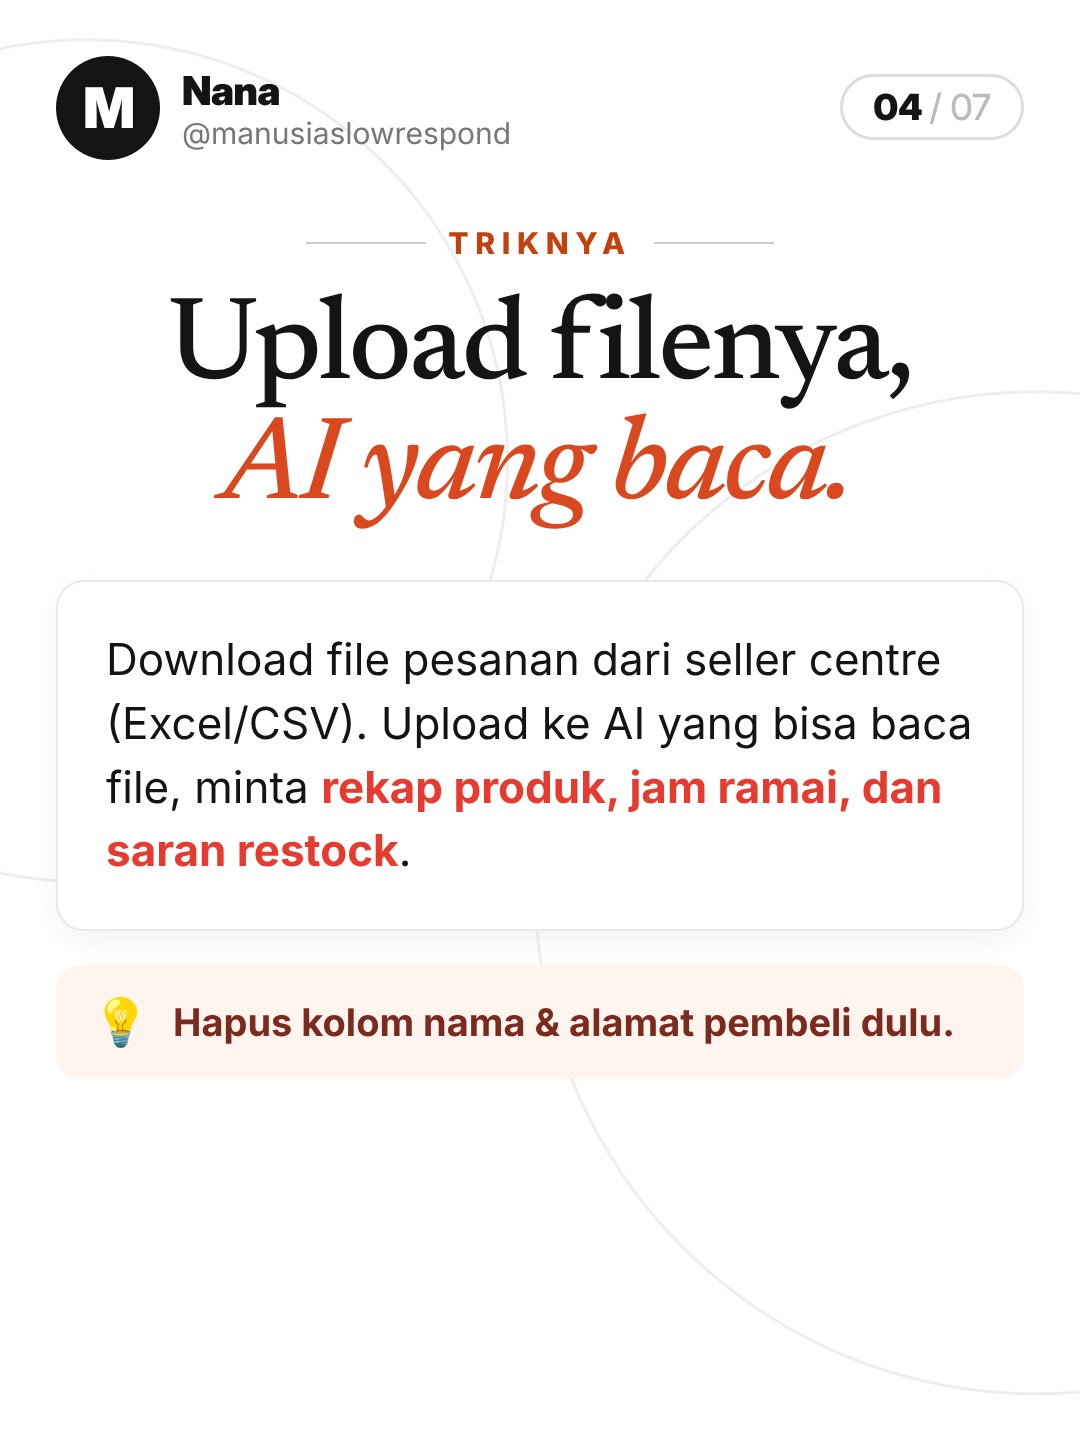 M
Nana
@manusiaslowrespond
04 / 07
TRIKNYA
Upload filenya,
AI yang baca.
Download file pesanan dari seller centre
(Excel/CSV). Upload ke AI yang bisa baca
file, minta rekap produk, jam ramai, dan
saran restock.
💡 Hapus kolom nama & alamat pembeli dulu.